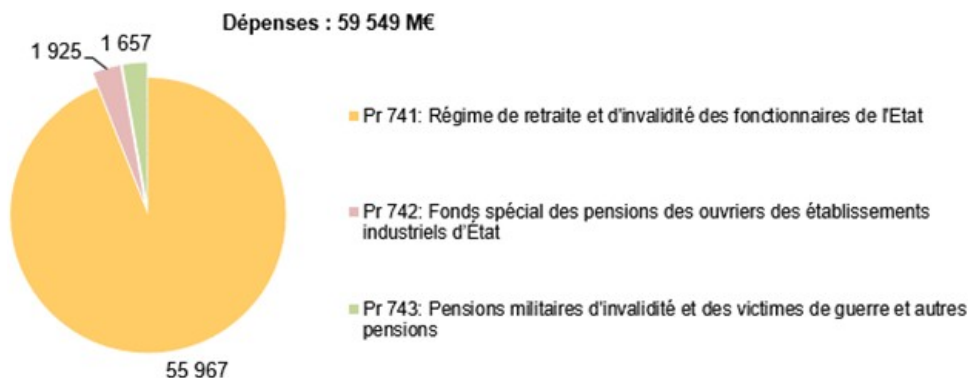 Dépenses : 59 549 M€
1 925
1 657
Pr 741: Régime de retraite et d'invalidité des fonctionnaires de l'Etat
Pr 742: Fonds spécial des pensions des ouvriers des établissements
industriels d'État
Pr 743: Pensions militaires d'invalidité et des victimes de guerre et autres
pensions
55 967